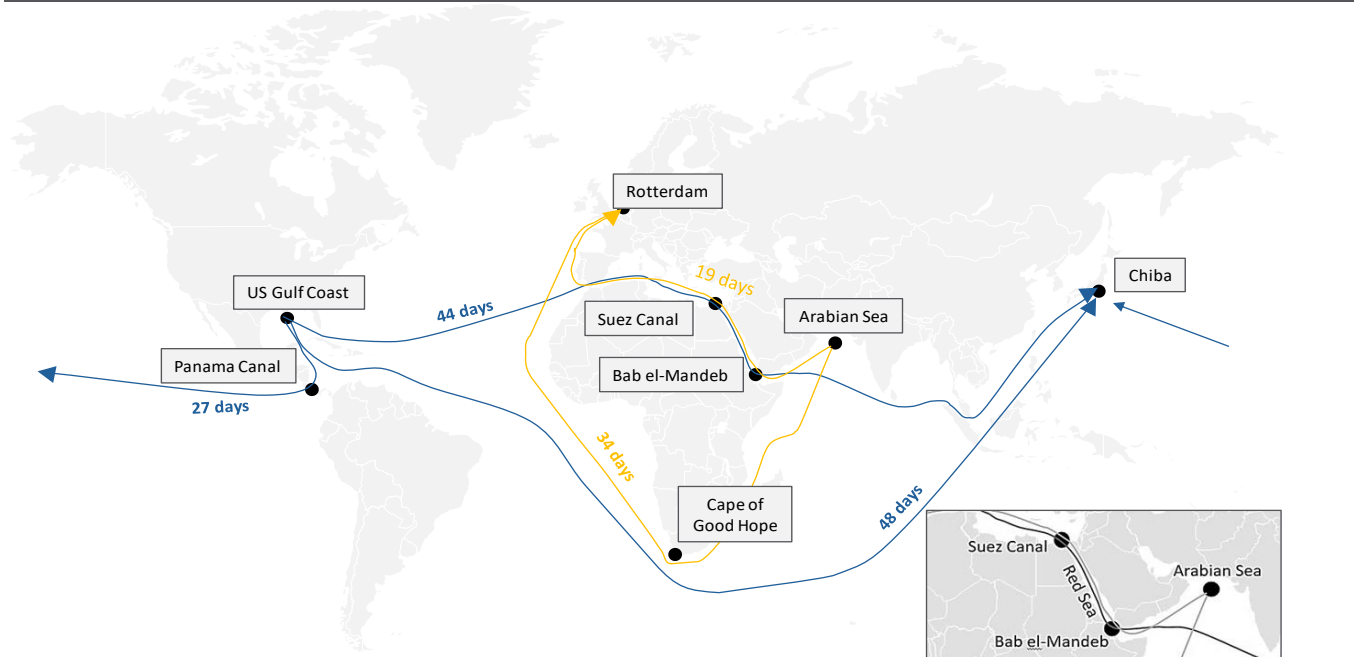 Rotterdam
Chiba
19 days
US Gulf Coast
44 days
Suez Canal
Arabian Sea
Panama Canal
Bab el-Mandeb
27 days
34 days
Cape of
Good Hope
48 days
Suez Canal
Red Sea
Arabian Sea
Bab el-Mandeb